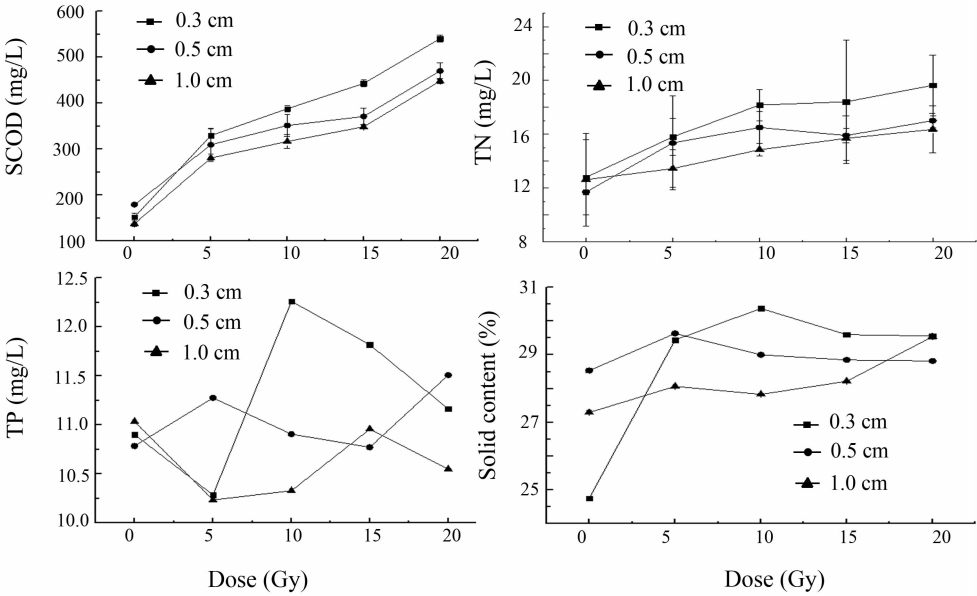 SCOD (mg/L)
600
500
400
300
200
100
0.3 cm
0.5 cm
1.0 cm
0 5 10 15 20
TN (mg/L)
24
20
16
12
8
0.3 cm
0.5 cm
1.0 cm
0 5 10 15 20
TP (mg/L)
12.5
12.0
11.5
11.0
10.5
10.0
0.3 cm
0.5 cm
1.0 cm
0 5 10 15 20
Dose (Gy)
Solid content (%)
31
29
27
25
0.3 cm
0.5 cm
1.0 cm
0 5 10 15 20
Dose (Gy)